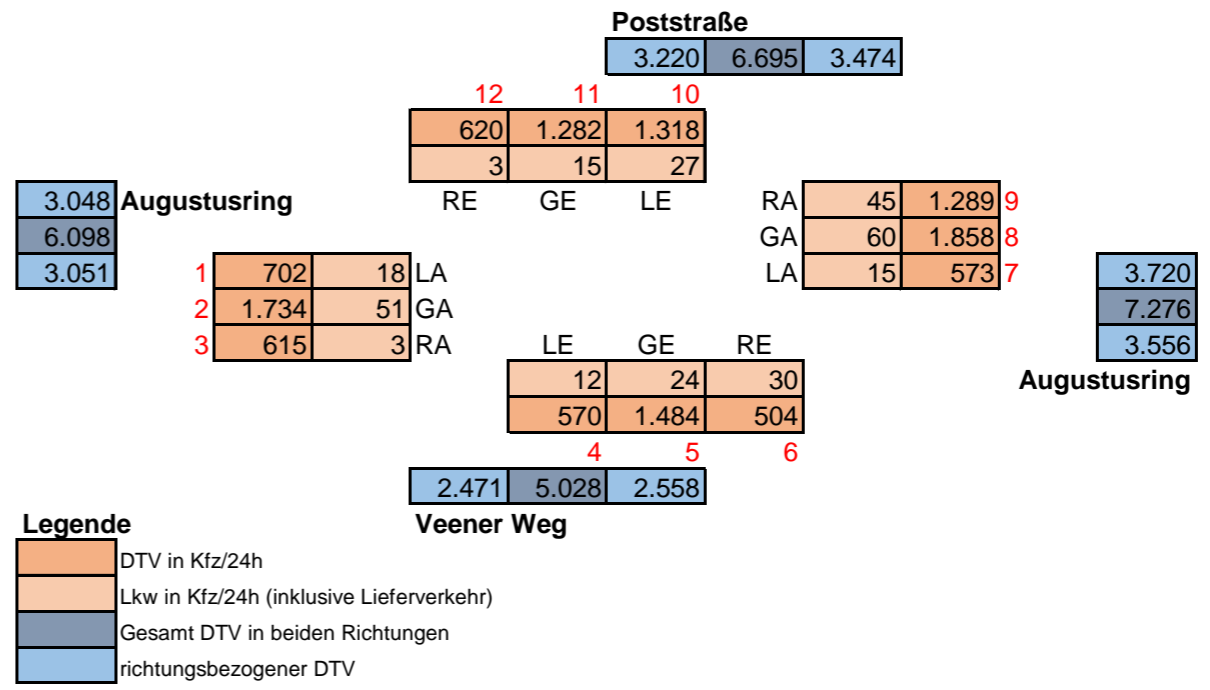 Poststraße
3.220 6.695 3.474
12 11 10
620 1.282 1.318
3 15 27
3.048 Augustusring RE GE LE RA 45 1.289 9
6.098 GA 60 1.858 8
3.051 1 702 18 LA LA 15 573 7 3.720
2 1.734 51 GA 7.276
3 615 3 RA LE GE RE 3.556
12 24 30 Augustusring
570 1.484 504
4 5 6
2.471 5.028 2.558
Legende Veener Weg
DTV in Kfz/24h
Lkw in Kfz/24h (inklusive Lieferverkehr)
Gesamt DTV in beiden Richtungen
richtungsbezogener DTV